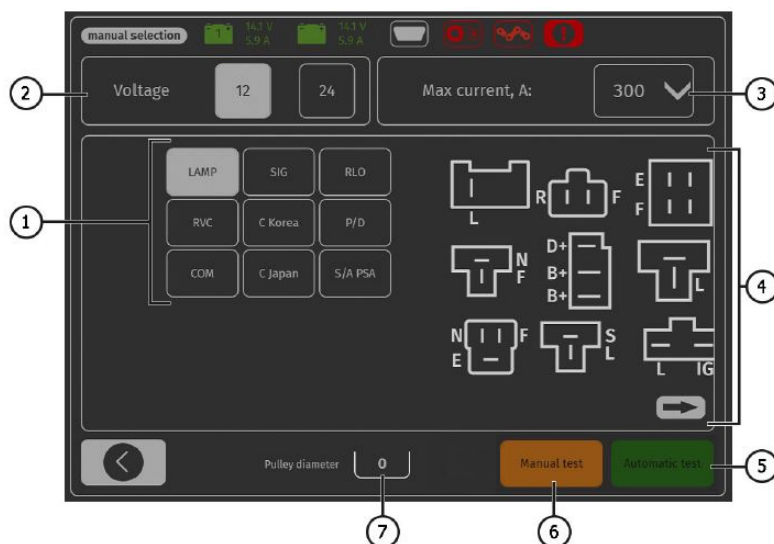 manual selection
1
14.1 V
5.9 A
14.1 V
5.9 A
2
Voltage
12
24
Max current, A:
300
3
1
LAMP
SIG
RLO
RVC
C Korea
P/D
COM
C Japan
S/A PSA
L
R
F
E
F
N
F
D+
B+
B+
L
N
F
E
S
L
L
IG
4
Pulley diameter
0
Manual test
Automatic test
5
7
6